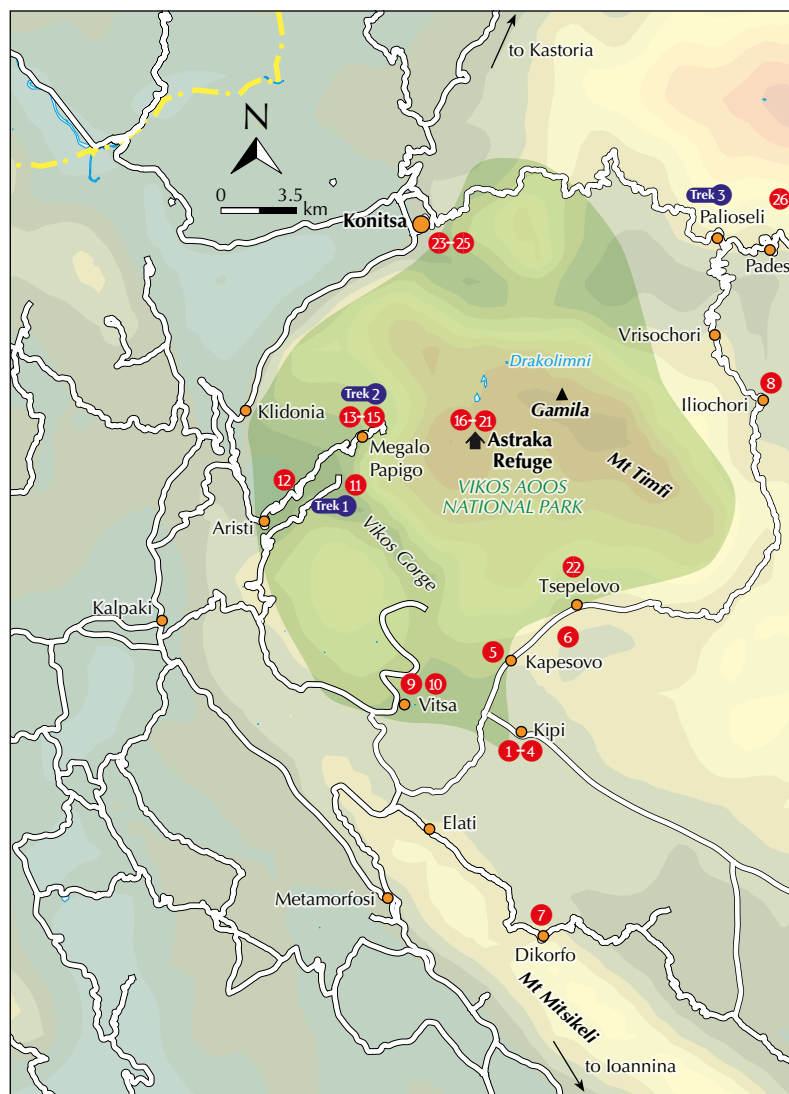 to Kastoria
N
0 3.5
km
Konitsa
23–25
Trek 3
26
Palioseli
Pades
Vrisochori
Drakolimni
8
Iliochori
Gamila
Trek 2
13–15
16–21
Klidonia
Megalo
Papigo
Astraka
Refuge
Mt Timfi
12
11
VIKOS AOOS
NATIONAL PARK
Trek 1
Aristi
Vikos Gorge
22
Tsepelovo
Kalpaki
6
5
Kapesovo
9 10
Vitsa
Kipi
1–4
Elati
Metamorfosi
7
Dikorfo
Mt Mitsikeli
to Ioannina